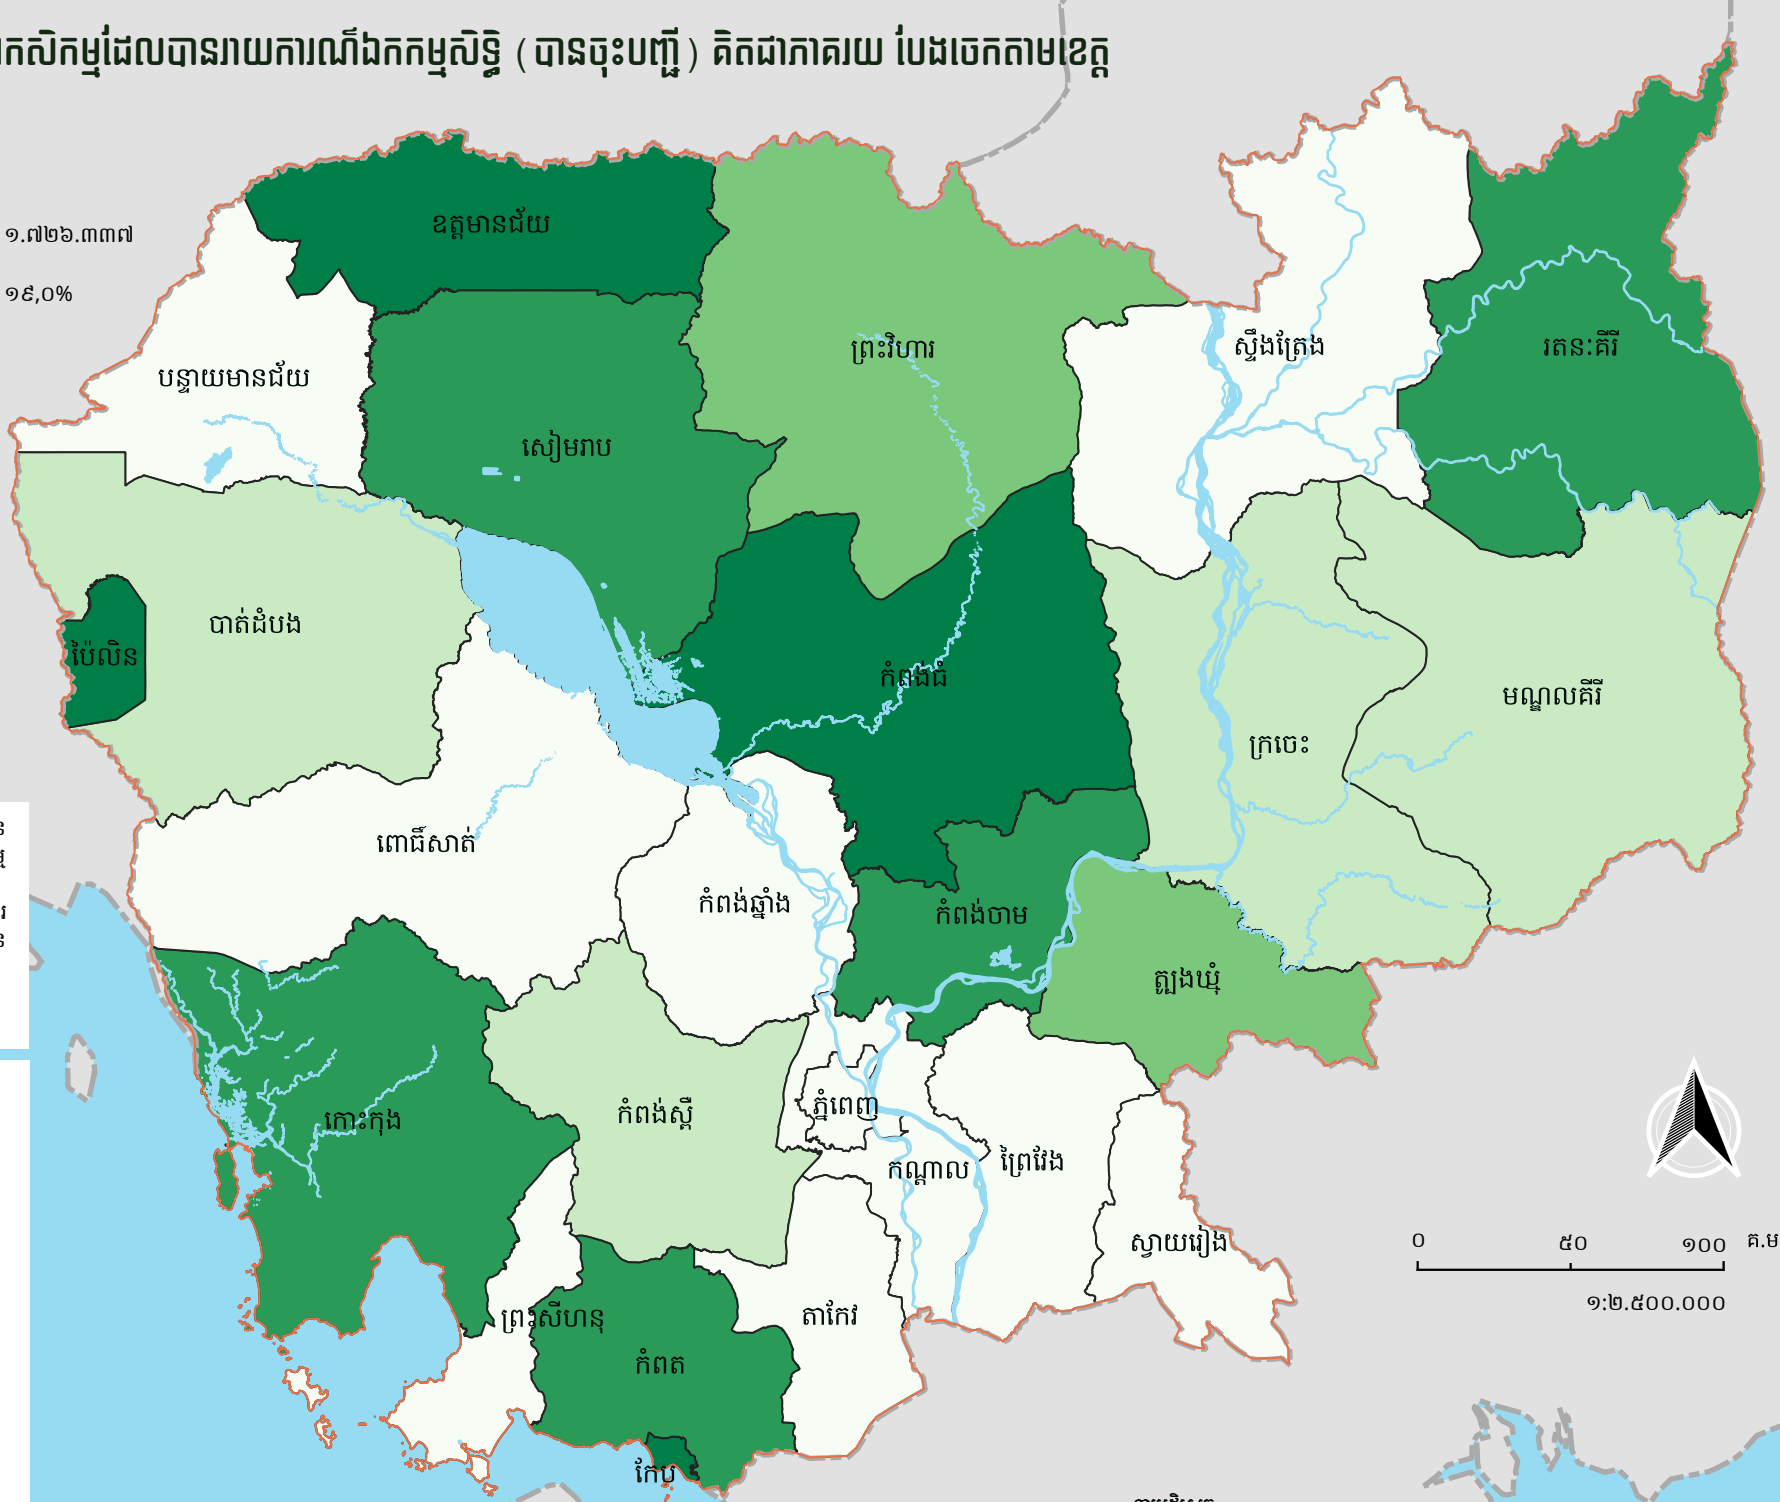 កសិកម្មដែលបានរាយការណ៍ឯកកម្មសិទ្ធិ (បានចុះបញ្ជី) គិតជាភាគរយ បែងចែកតាមខេត្ត
១.៧២៦.៣៣៧
១៩,០%
ឧត្តរមានជ័យ
ព្រះវិហារ
ស្ទឹងត្រែង
រតនៈគីរី
បន្ទាយមានជ័យ
សៀមរាប
បាត់ដំបង
ប៉ៃលិន
កំពង់ធំ
មណ្ឌលគីរី
ក្រចេះ
ពោធិ៍សាត់
កំពង់ឆ្នាំង
កំពង់ចាម
ត្បូងឃ្មុំ
កោះកុង
កំពង់ស្ពឺ
ភ្នំពេញ
កណ្តាល
ព្រៃវែង
ស្វាយរៀង
ព្រះសីហនុ
តាកែវ
កំពត
កែប
០ ៥០ ១០០ គ.ម
១:២.៥០០.០០០